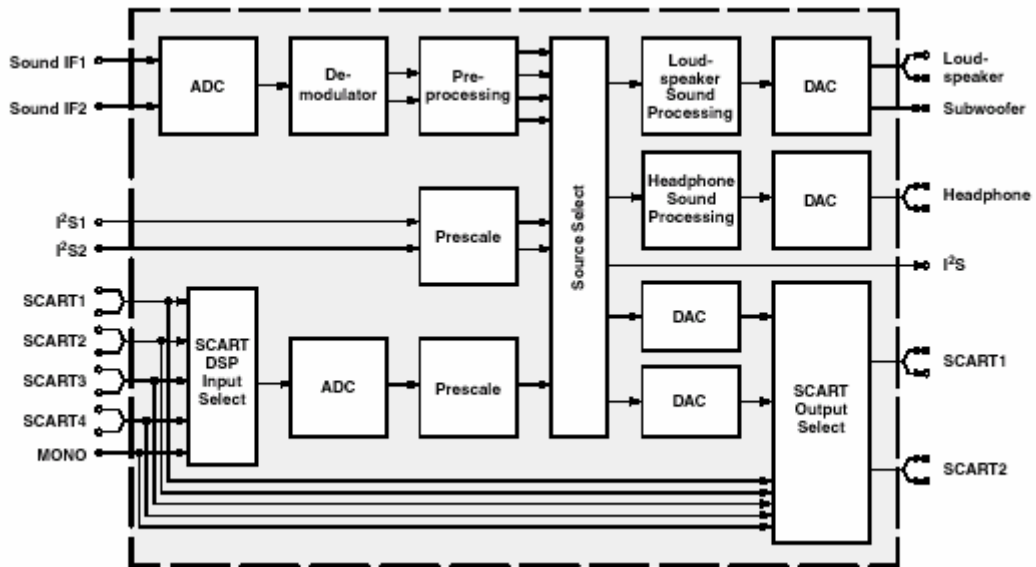 Sound IF1
Sound IF2
ADC
De-
modulator
Pre-
processing
Loud-
speaker
Sound
Processing
DAC
Loud-
speaker
Subwoofer
I²S1
I²S2
Prescale
Source Select
Headphone
Sound
Processing
DAC
Headphone
I²S
SCART1
SCART2
SCART3
SCART4
MONO
SCART
DSP
Input
Select
ADC
Prescale
DAC
DAC
SCART
Output
Select
SCART1
SCART2